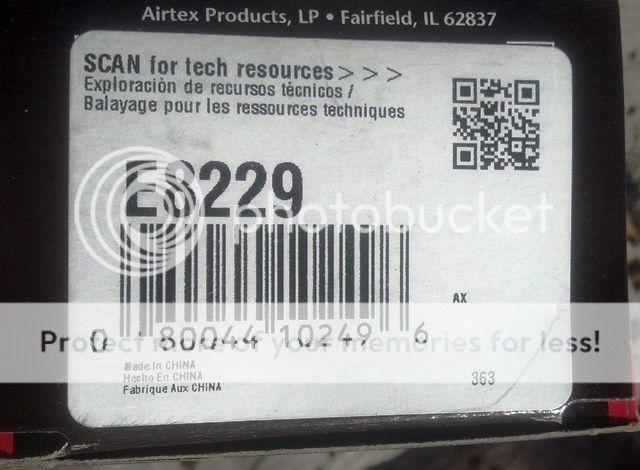 Airtex Products, LP • Fairfield, IL 62837
SCAN for tech resources > > >
Exploración de recursos técnicos /
Balayage pour les ressources techniques
E8229
photobucket
AX
0 80044 10249 6
Protect more of your memories for less!
Made In CHINA
Hecho En CHINA
Fabrique Aux CHINA
363